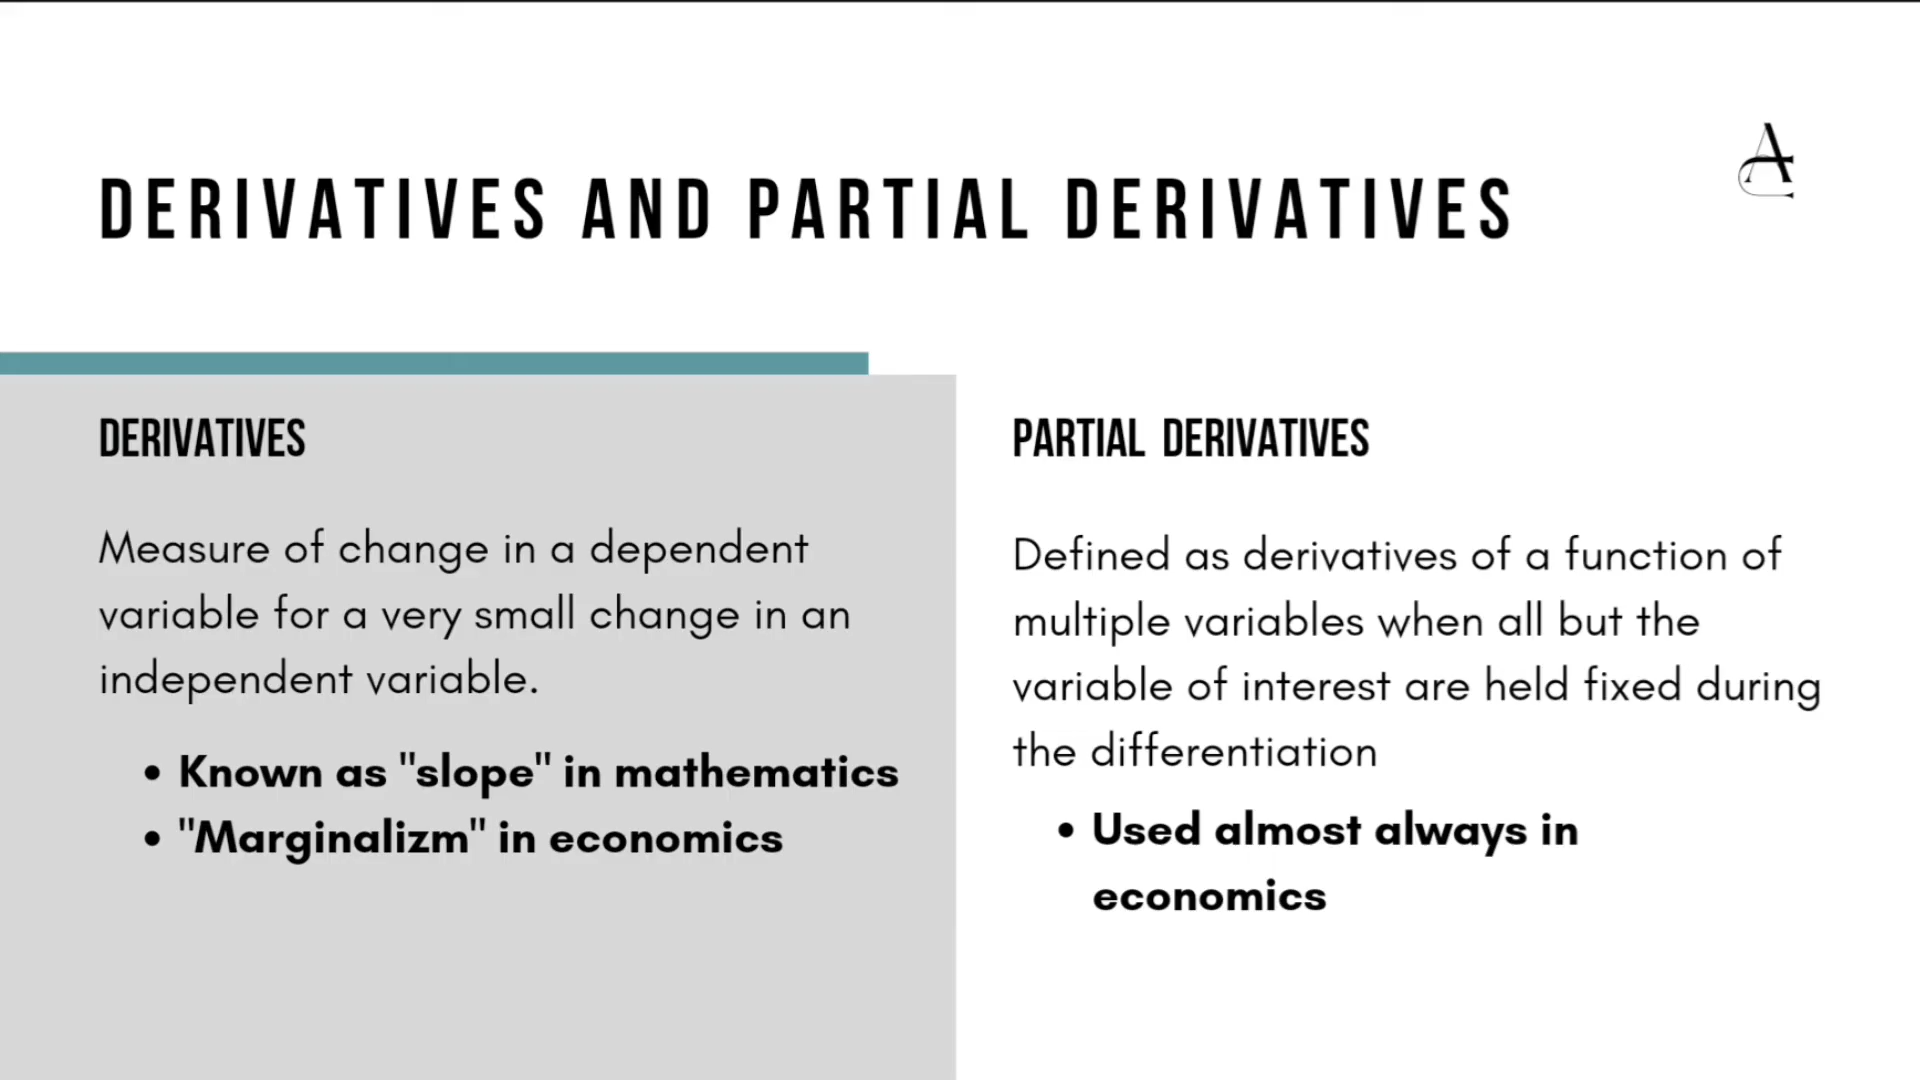 DERIVATIVES AND PARTIAL DERIVATIVES
DERIVATIVES
Measure of change in a dependent
variable for a very small change in an
independent variable.
• Known as "slope" in mathematics
• "Marginalizm" in economics
PARTIAL DERIVATIVES
Defined as derivatives of a function of
multiple variables when all but the
variable of interest are held fixed during
the differentiation
• Used almost always in
economics
A